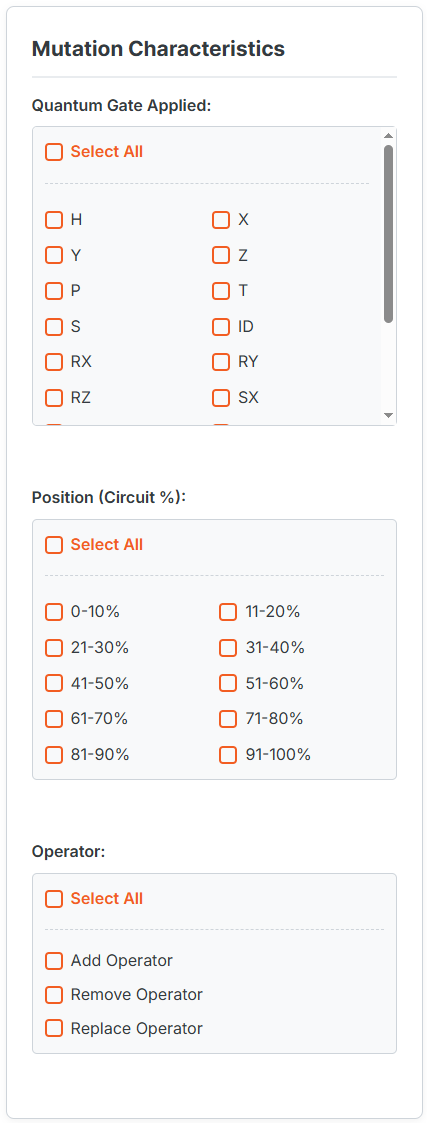 Mutation Characteristics
Quantum Gate Applied:
Select All
H X
Y Z
P T
S ID
RX RY
RZ SX
Position (Circuit %):
Select All
0-10% 11-20%
21-30% 31-40%
41-50% 51-60%
61-70% 71-80%
81-90% 91-100%
Operator:
Select All
Add Operator
Remove Operator
Replace Operator